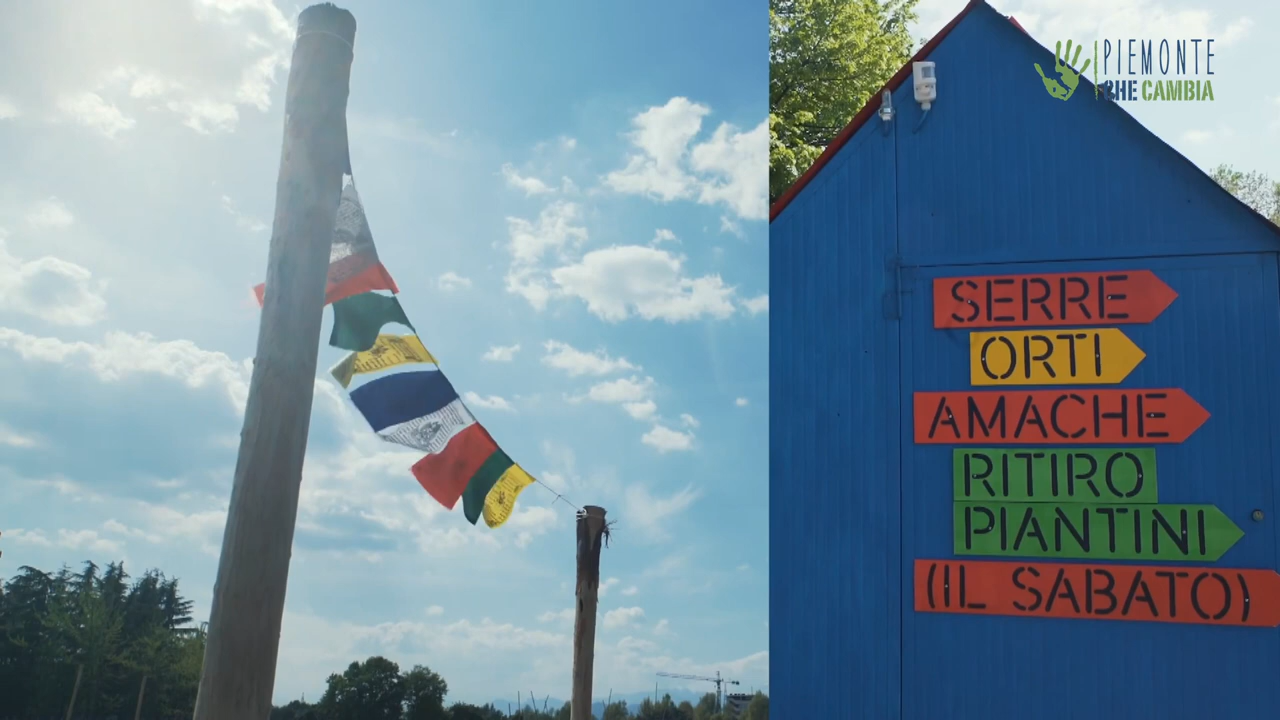 PIEMONTE
CHE CAMBIA
SERRE
ORTI
AMACHE
RITIRO
PIANTINI
(IL SABATO)